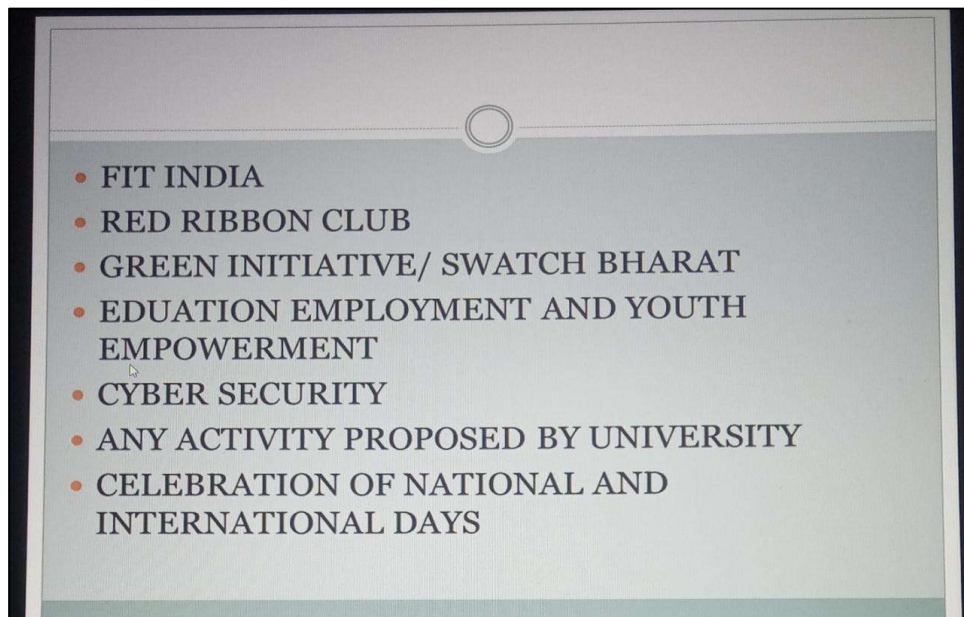 FIT INDIA
RED RIBBON CLUB
GREEN INITIATIVE/ SWATCH BHARAT
EDUATION EMPLOYMENT AND YOUTH
EMPOWERMENT
CYBER SECURITY
ANY ACTIVITY PROPOSED BY UNIVERSITY
CELEBRATION OF NATIONAL AND
INTERNATIONAL DAYS